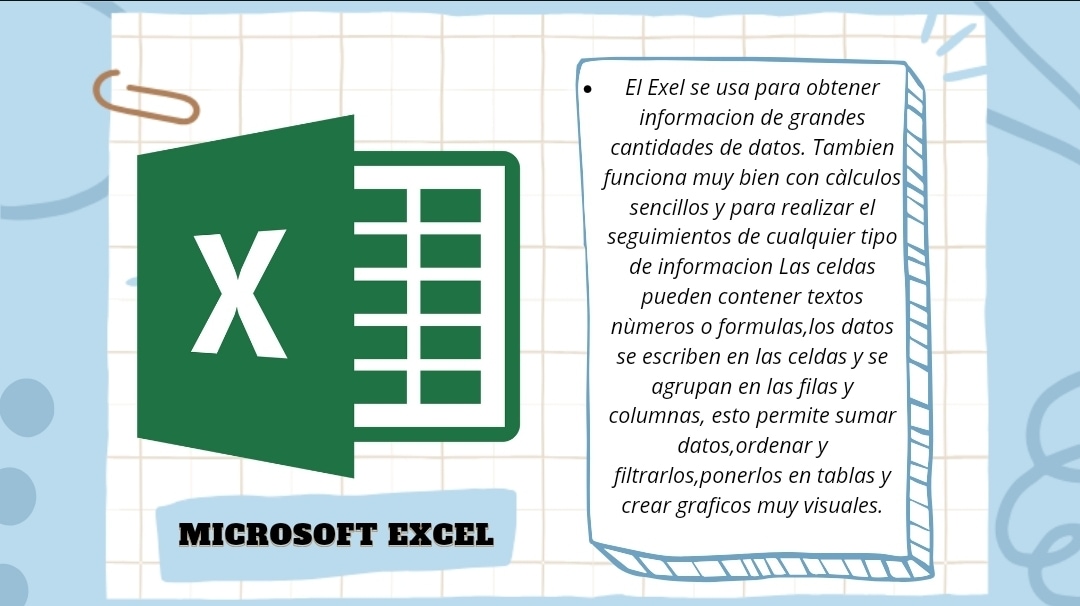 X
• El Exel se usa para obtener
informacion de grandes
cantidades de datos. Tambien
funciona muy bien con càlculos
sencillos y para realizar el
seguimientos de cualquier tipo
de informacion Las celdas
pueden contener textos
nùmeros o formulas,los datos
se escriben en las celdas y se
agrupan en las filas y
columnas, esto permite sumar
datos,ordenar y
filtrarlos,ponerlos en tablas y
crear graficos muy visuales.
MICROSOFT EXCEL